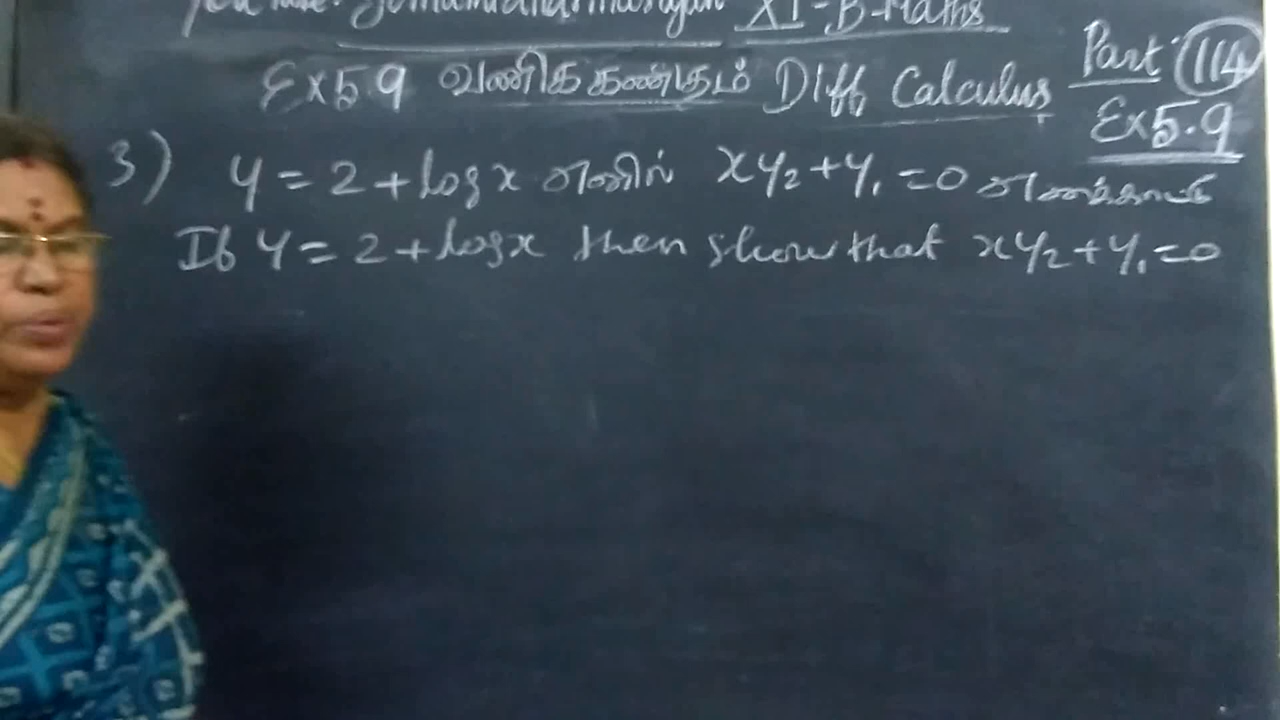 XI-B-Maths
Ex 5.9 வணிக கணிதம் Diff Calculus
Part: 114
Ex 5.9
3) y = 2 + log x எனில் xy₂ + y₁ = 0 எனக்காட்டு
If y = 2 + log x then show that xy₂ + y₁ = 0